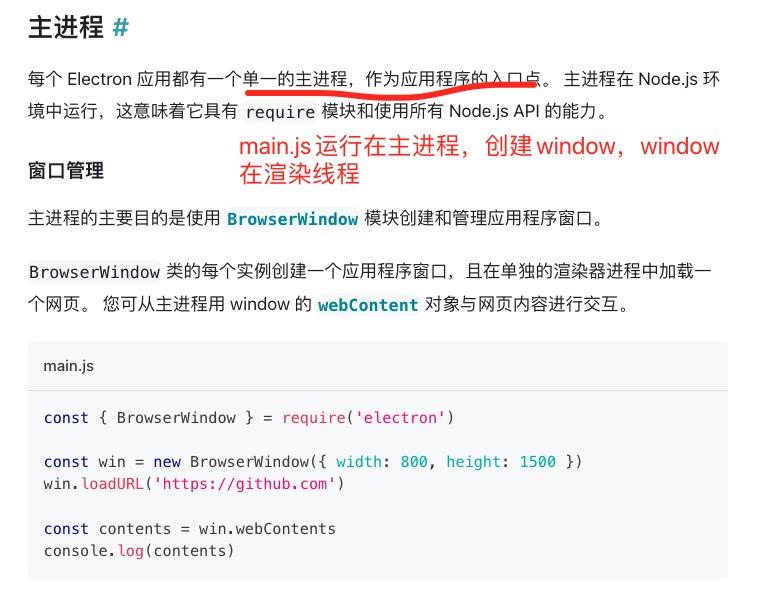 主进程 #
每个 Electron 应用都有一个单一的主进程，作为应用程序的入口点。 主进程在 Node.js 环
境中运行，这意味着它具有 require 模块和使用所有 Node.js API 的能力。
main.js 运行在主进程，创建window，window
在渲染线程
窗口管理
主进程的主要目的是使用 BrowserWindow 模块创建和管理应用程序窗口。
BrowserWindow 类的每个实例创建一个应用程序窗口，且在单独的渲染器进程中加载一
个网页。 您可从主进程用 window 的 webContent 对象与网页内容进行交互。
main.js
const { BrowserWindow } = require('electron')
const win = new BrowserWindow({ width: 800, height: 1500 })
win.loadURL('https://github.com')
const contents = win.webContents
console.log(contents)